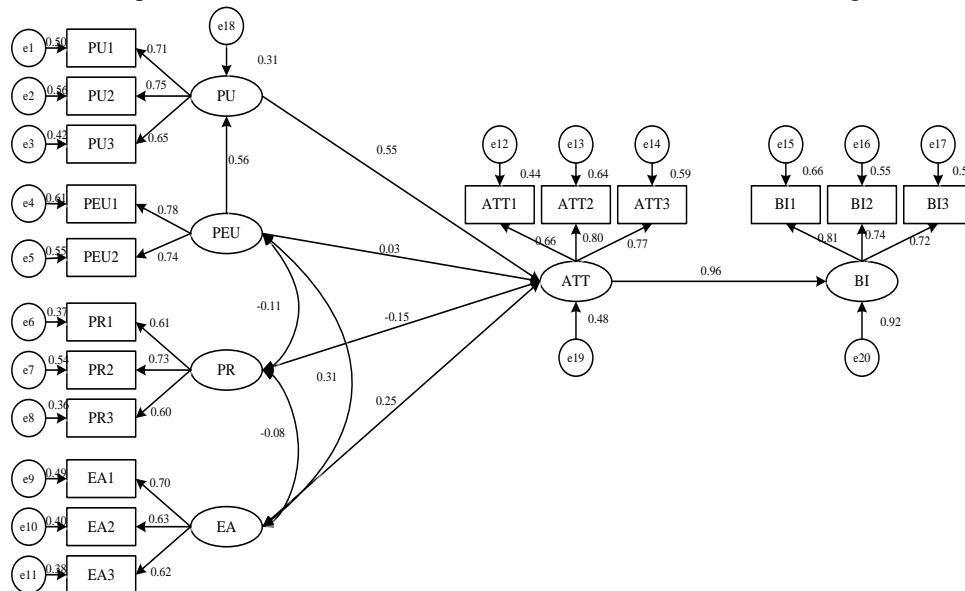 e18
e1 0.50 PU1 0.71 0.31
e2 0.56 PU2 0.75 PU
e3 0.42 PU3 0.65
e12 e13 e14 e15 e16 e17
0.55
0.56
0.44 0.64 0.59 0.66 0.55
e4 0.61 PEU1 0.78
ATT1 ATT2 ATT3 BI1 BI2 BI3
PEU
e5 0.55 PEU2 0.74
0.03
0.66 0.80 0.77 0.81 0.74 0.72
0.96
ATT BI
-0.11
e6 0.37 PR1 0.61
-0.15
0.48 0.92
e19 e20
e7 0.54 PR2 0.73 PR
0.31
e8 0.36 PR3 0.60
0.25
-0.08
e9 0.49 EA1 0.70
e10 0.40 EA2 0.63 EA
e11 0.38 EA3 0.62